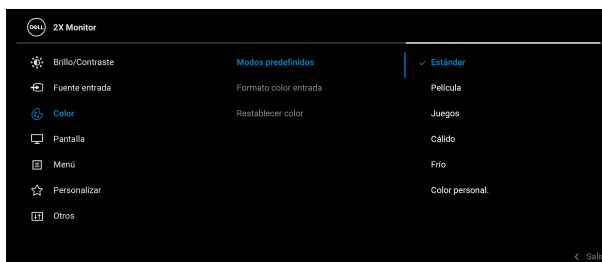 DELL
2X Monitor
Brillo/Contraste
Modos predefinidos
Estándar
Fuente entrada
Formato color entrada
Película
Color
Restablecer color
Juegos
Pantalla
Cálido
Menú
Frío
Personalizar
Color personal.
Otros
Salir